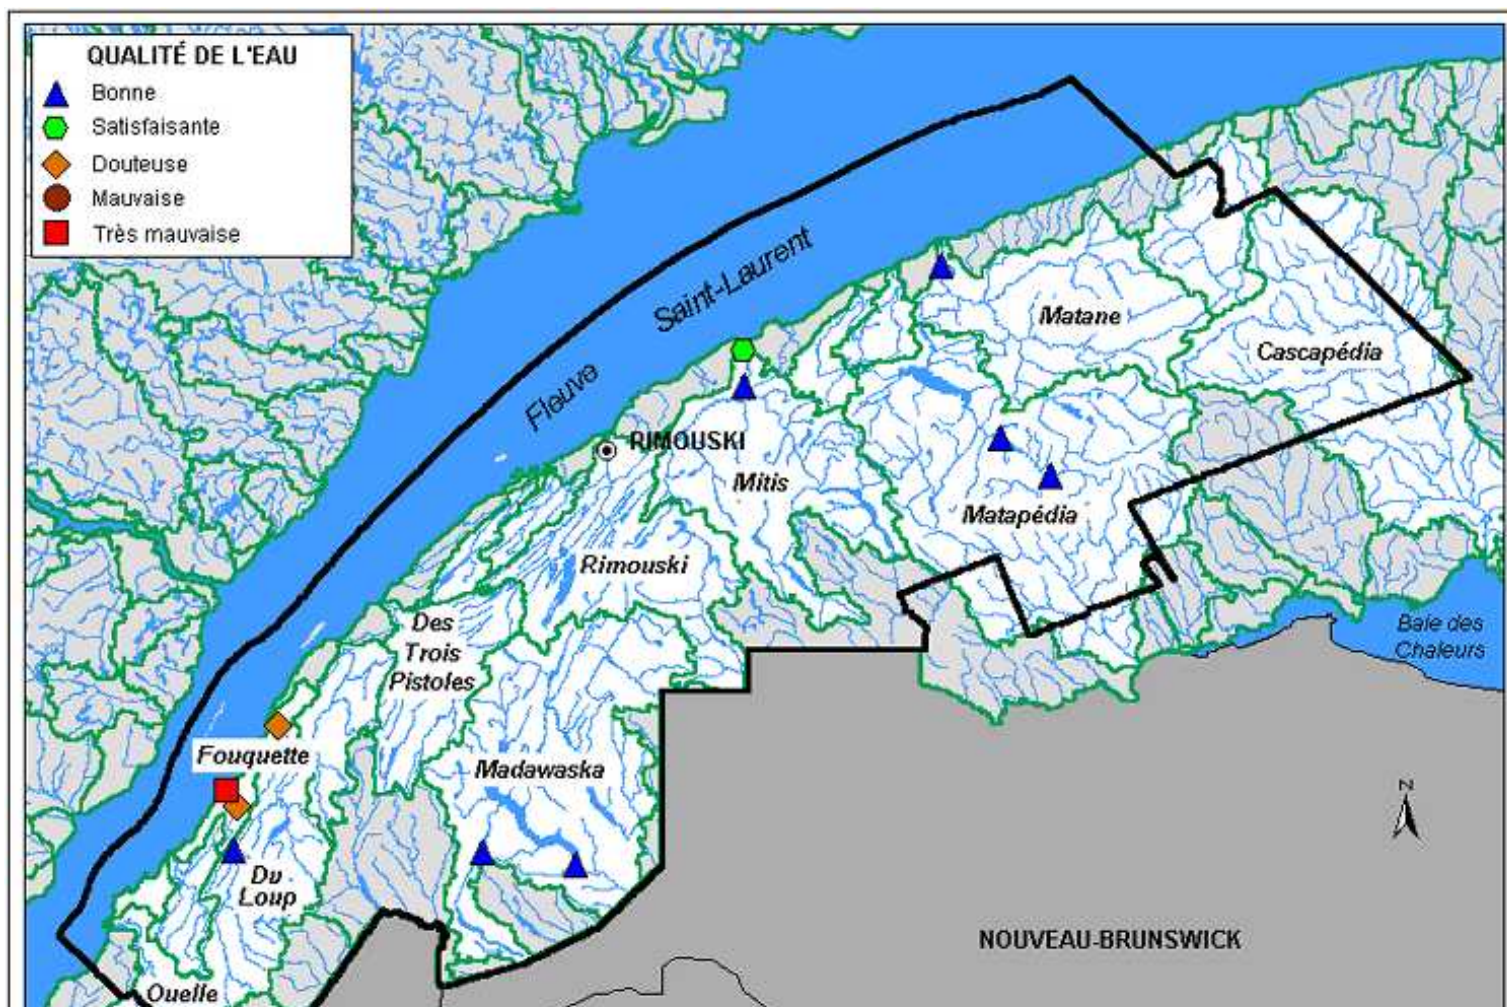 QUALITÉ DE L'EAU
Bonne
Satisfaisante
Douteuse
Mauvaise
Très mauvaise
Fleuve Saint-Laurent
Matane
Cascapédia
RIMOUSKI
Mitis
Matapédia
Rimouski
Des
Trois
Pistoles
Baie des
Chaleurs
Fouquette
Madawaska
N
Du
Loup
NOUVEAU-BRUNSWICK
Ouelle